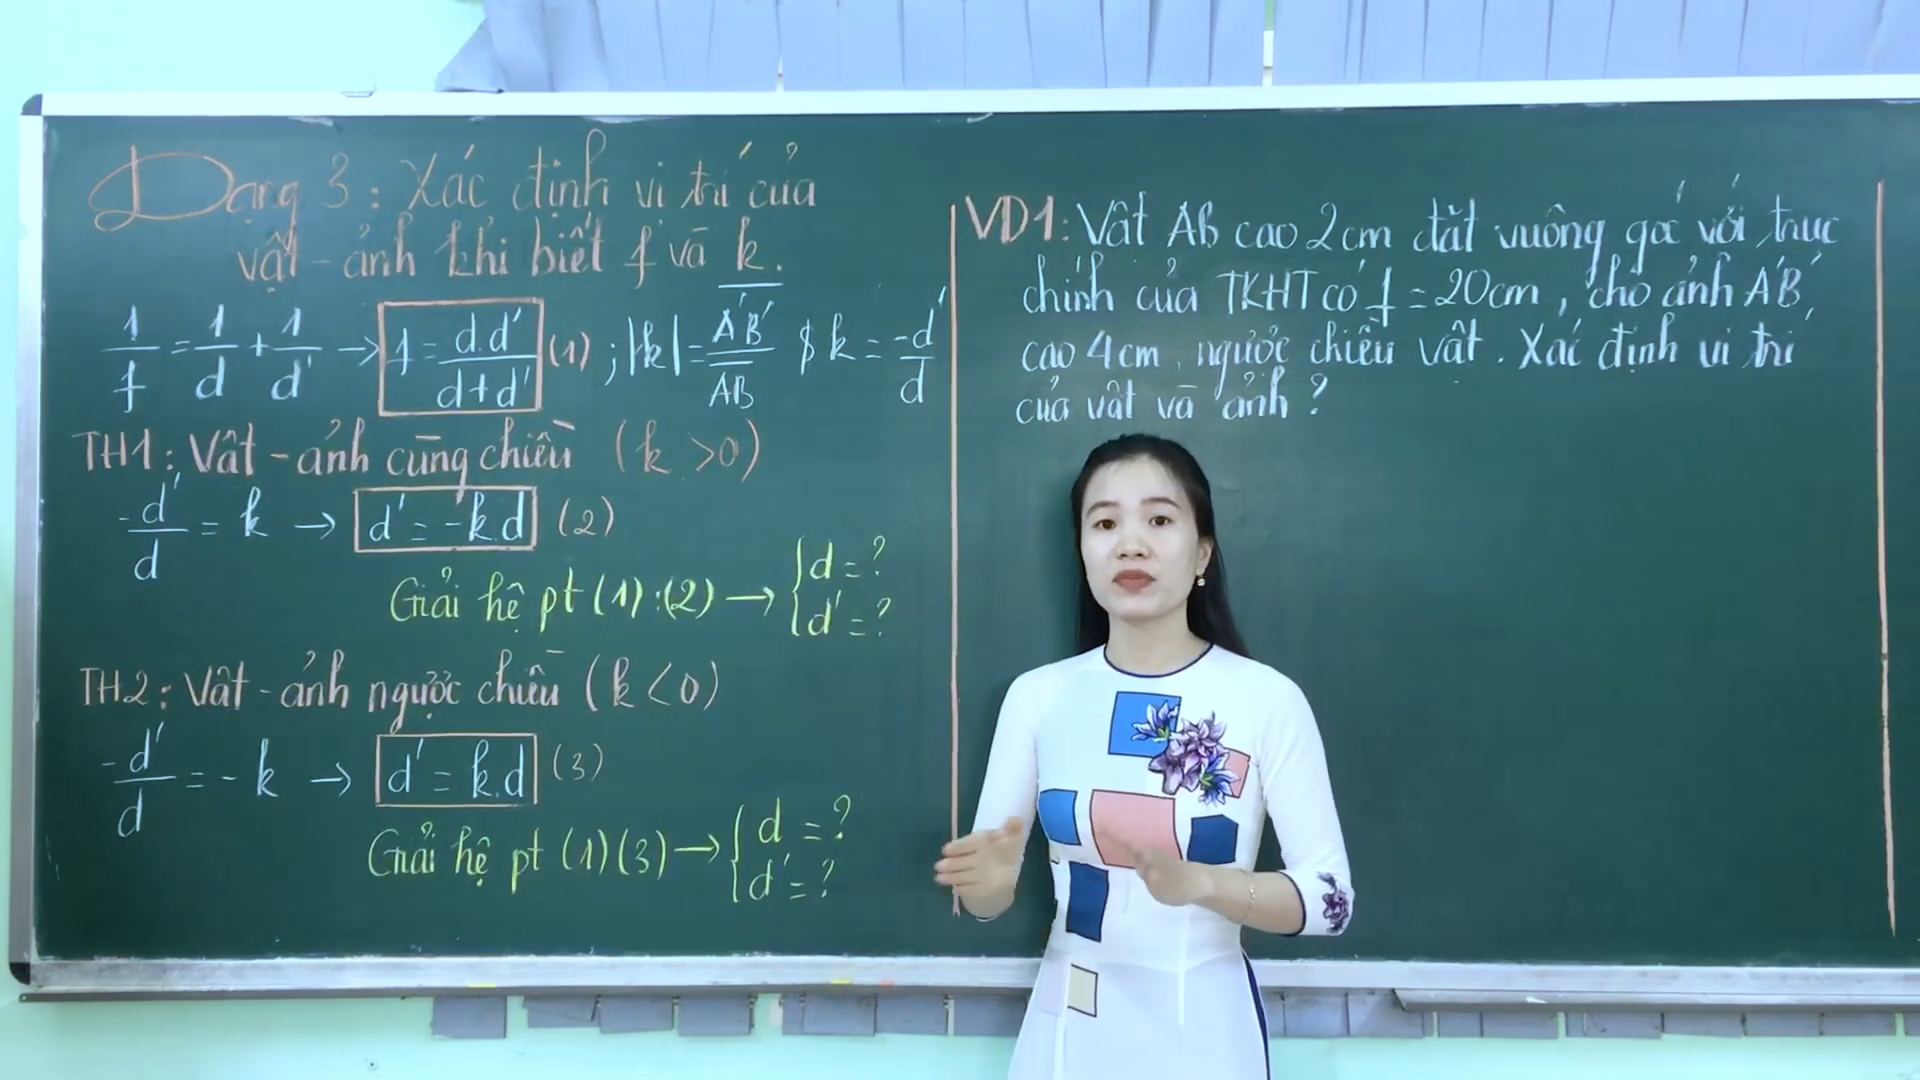 Dạng 3: Xác định vị trí của
vật - ảnh khi biết f và k.
1/f = 1/d + 1/d' → f = d.d'/d+d' (1) ; |k| = A'B'/AB $ k = -d'/d
TH1: Vật - ảnh cùng chiều (k > 0)
-d'/d = k → d' = -k.d (2)
Giải hệ pt (1):(2) → { d = ?
d' = ?
TH2: Vật - ảnh ngược chiều (k < 0)
-d'/d = - k → d' = k.d (3)
Giải hệ pt (1)(3) → { d = ?
d' = ?
VD1: Vật AB cao 2cm đặt vuông góc với trục
chính của TKHT có f = 20cm, cho ảnh A'B'
cao 4cm, ngược chiều vật. Xác định vị trí
của vật và ảnh ?